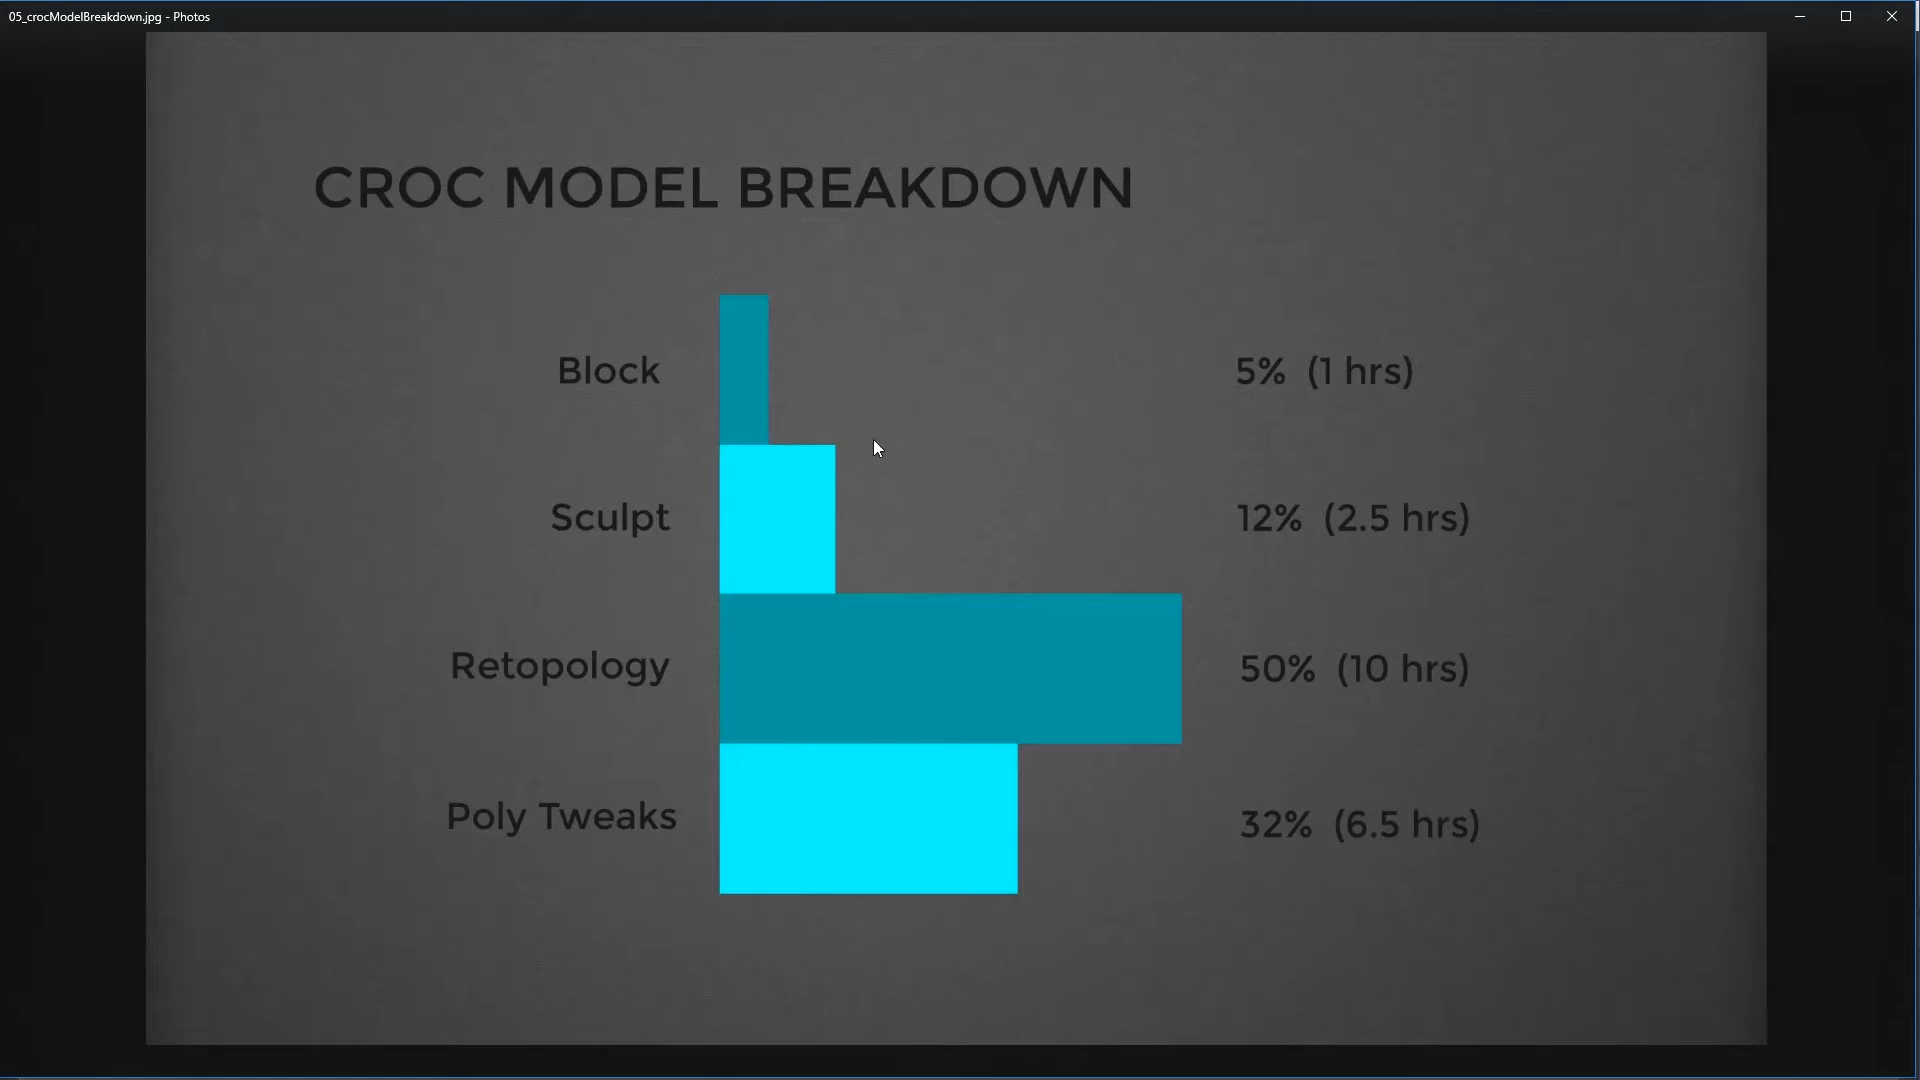 05_crocModelBreakdown.jpg - Photos
CROC MODEL BREAKDOWN
Block 5% (1 hrs)
Sculpt 12% (2.5 hrs)
Retopology 50% (10 hrs)
Poly Tweaks 32% (6.5 hrs)